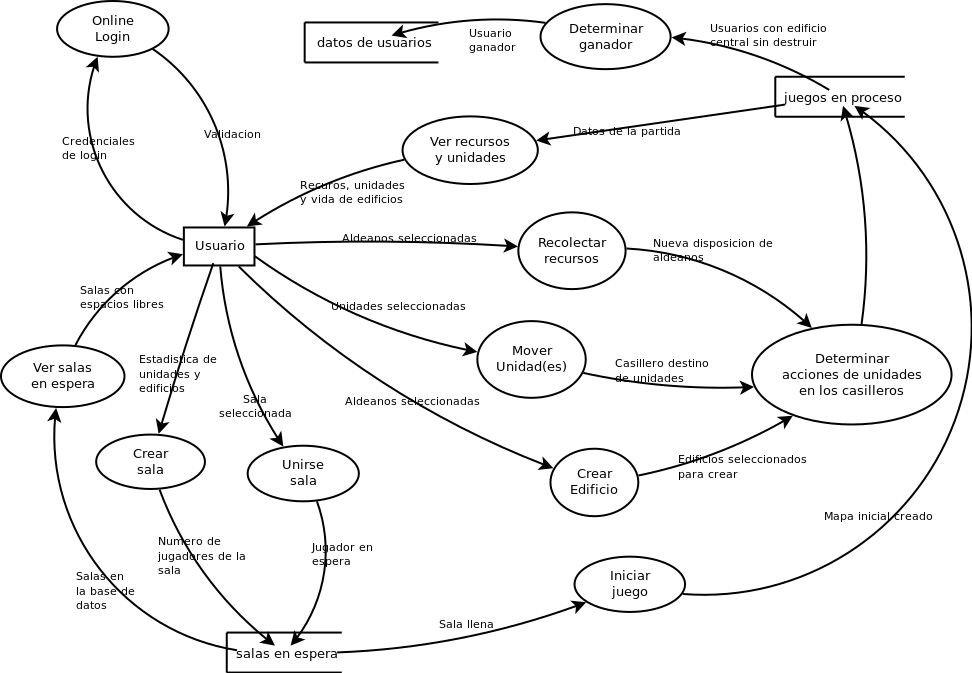 Online
Login
datos de usuarios
Usuario
ganador
Determinar
ganador
Usuarios con edificio
central sin destruir
juegos en proceso
Credenciales
de login
Validacion
Ver recursos
y unidades
Datos de la partida
Recuros, unidades
y vida de edificios
Usuario
Aldeanos seleccionadas
Recolectar
recursos
Nueva disposicion de
aldeanos
Salas con
espacios libres
Unidades seleccionadas
Ver salas
en espera
Estadistica de
unidades y
edificios
Mover
Unidad(es)
Casillero destino
de unidades
Determinar
acciones de unidades
en los casilleros
Sala
seleccionada
Aldeanos seleccionadas
Crear
sala
Unirse
sala
Crear
Edificio
Edificios seleccionados
para crear
Mapa inicial creado
Numero de
jugadores de la
sala
Jugador en
espera
Salas en
la base de
datos
Iniciar
juego
Sala llena
salas en espera